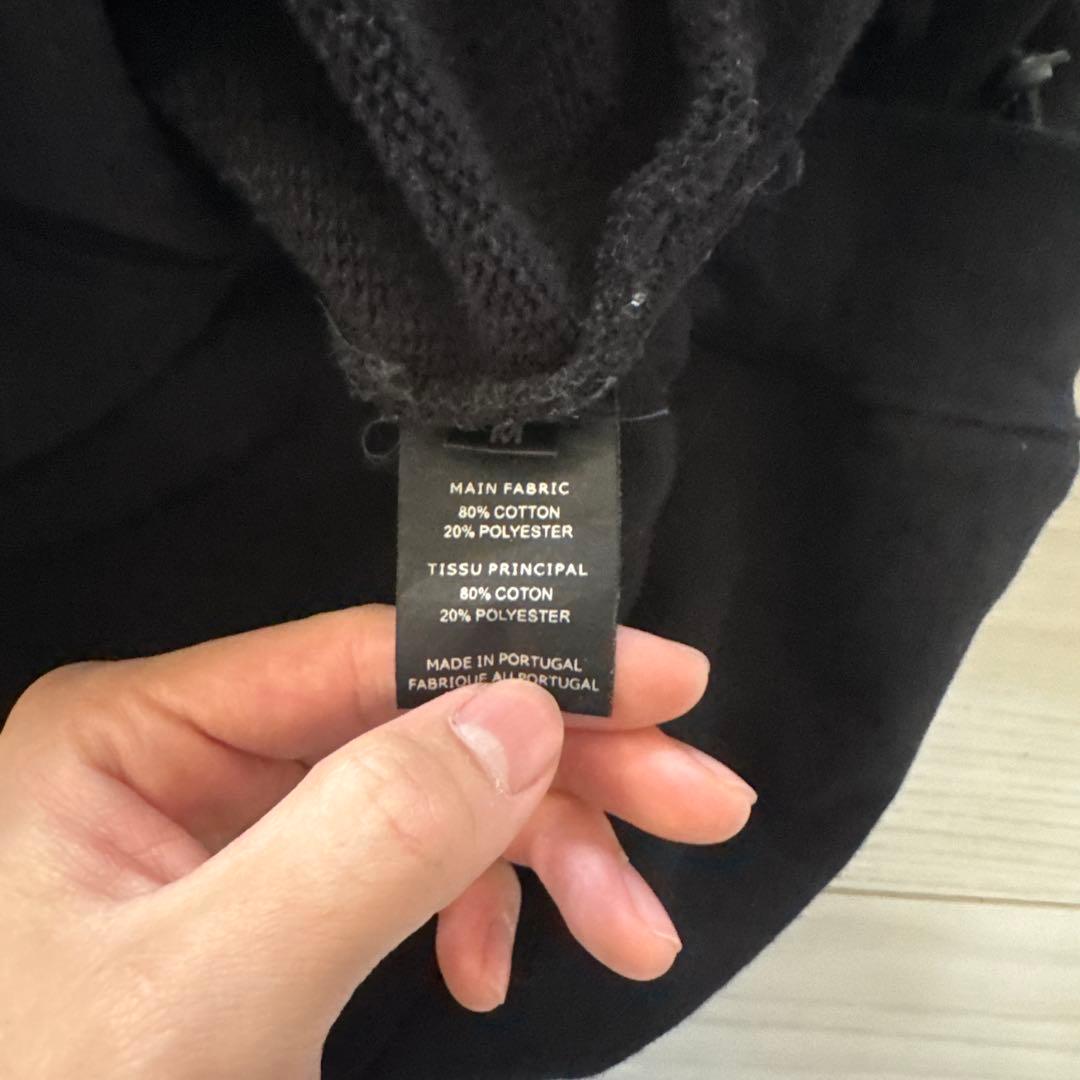 M
MAIN FABRIC
80% COTTON
20% POLYESTER
TISSU PRINCIPAL
80% COTON
20% POLYESTER
MADE IN PORTUGAL
FABRIQUE AU PORTUGAL